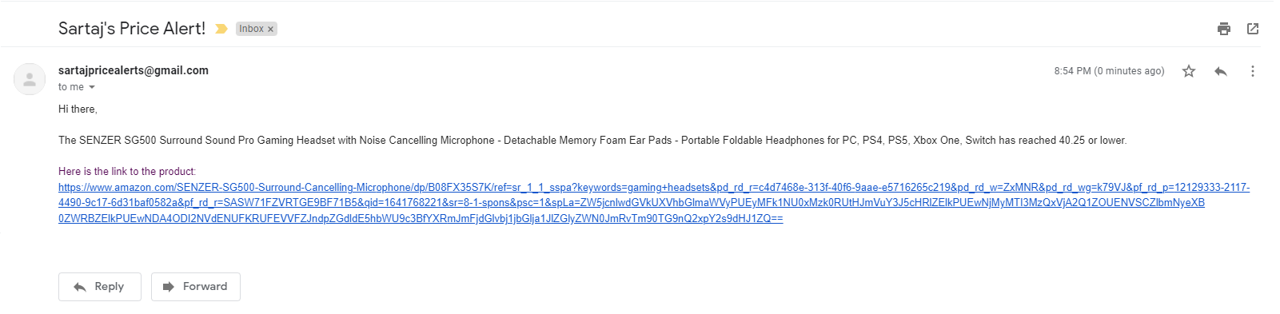 Sartaj's Price Alert! Inbox ×
sartajpricealerts@gmail.com 8:54 PM (0 minutes ago)
to me
Hi there,
The SENZER SG500 Surround Sound Pro Gaming Headset with Noise Cancelling Microphone - Detachable Memory Foam Ear Pads - Portable Foldable Headphones for PC, PS4, PS5, Xbox One, Switch has reached 40.25 or lower.
Here is the link to the product:
https://www.amazon.com/SENZER-SG500-Surround-Cancelling-Microphone/dp/B08FX35S7K/ref=sr_1_1_sspa?keywords=gaming+headsets&pd_rd_r=c4d7468e-313f-40f6-9aae-e5716265c219&pd_rd_w=ZxMNR&pd_rd_wg=k79VJ&pf_rd_p=12129333-2117-
4490-9c17-6d31baf0582a&pf_rd_r=SASW71FZVRTGE9BF71B5&qid=1641768221&sr=8-1-spons&psc=1&spLa=ZW5jcnlwdGVkUXVhbGlmaWVyPUEyMFk1NU0xMzk0RUtHJmVuY3J5cHRlZElkPUEwNjMyMTI3MzQxVjA2Q1ZOUENVSCZlbmNyeXB
0ZWRBZElkPUEwNDA4ODI2NVdENUFKRUFEVVFZJndpZGdldE5hbWU9c3BfYXRmJmFjdGlvbj1jbGlja1JlZGlyZWN0JmRvTm90TG9nQ2xpY2s9dHJ1ZQ==
Reply Forward